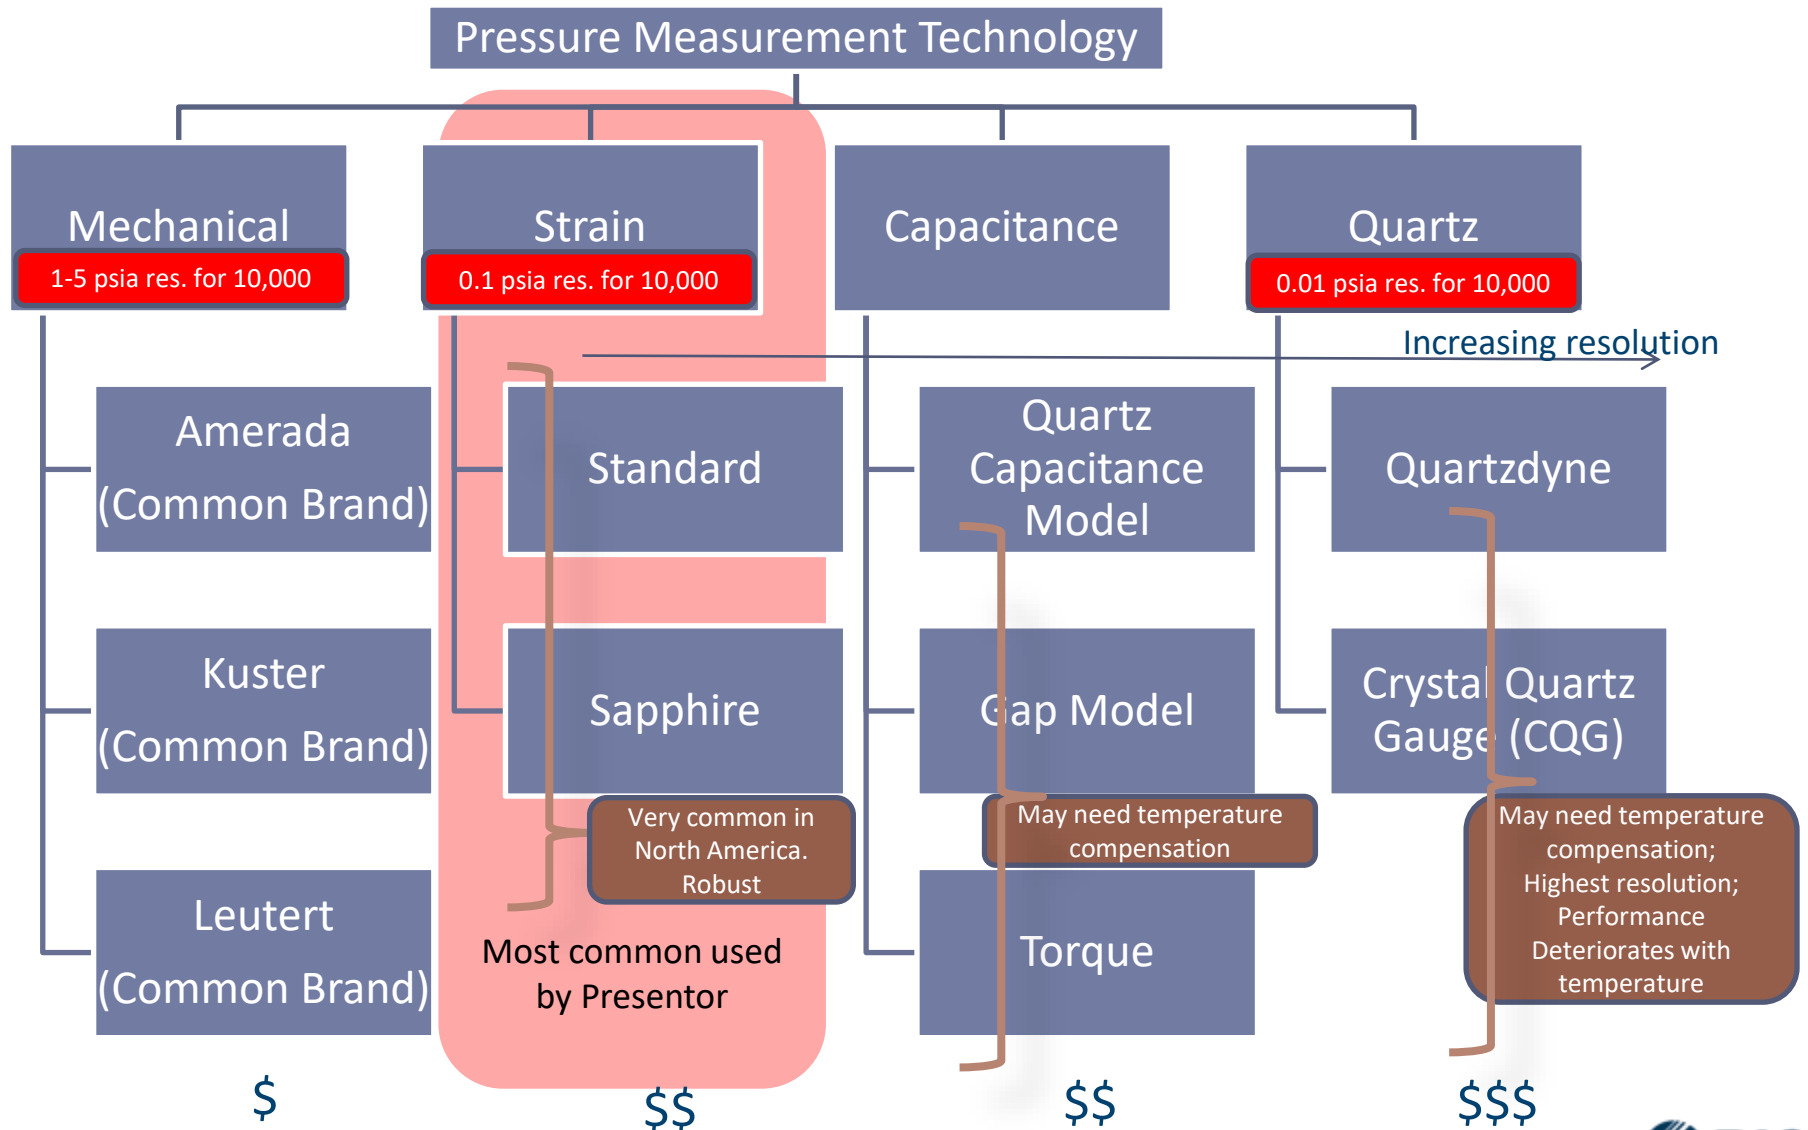 Pressure Measurement Technology
Mechanical
1-5 psia res. for 10,000
Strain
0.1 psia res. for 10,000
Capacitance
Quartz
0.01 psia res. for 10,000
Increasing resolution
Amerada
(Common Brand)
Kuster
(Common Brand)
Leutert
(Common Brand)
$
Standard
Sapphire
Very common in
North America.
Robust
Most common used
by Presentor
$$
Quartz
Capacitance
Model
Gap Model
May need temperature
compensation
Torque
$$
Quartzdyne
Crystal Quartz
Gauge (CQG)
May need temperature
compensation;
Highest resolution;
Performance
Deteriorates with
temperature
$$$